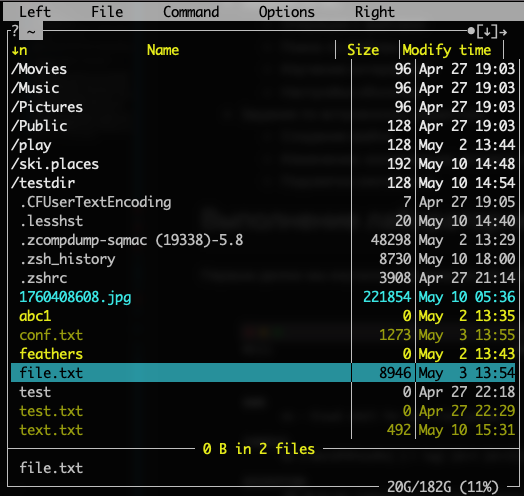 Left File Command Options Right
? ~ [↓]→
↓n Name Size Modify time
/Movies 96 Apr 27 19:03
/Music 96 Apr 27 19:03
/Pictures 96 Apr 27 19:03
/Public 128 Apr 27 19:03
/play 128 May 2 13:44
/ski.places 192 May 10 14:48
/testdir 128 May 10 14:54
.CFUserTextEncoding 7 Apr 27 19:05
.lesshst 20 May 10 14:40
.zcompdump-sqmac (19338)-5.8 48298 May 2 13:29
.zsh_history 8730 May 10 18:00
.zshrc 3908 Apr 27 21:14
1760408608.jpg 221854 May 10 05:36
abc1 0 May 2 13:35
conf.txt 1273 May 3 13:55
feathers 0 May 2 13:43
file.txt 8946 May 3 13:54
test 0 Apr 27 22:18
test.txt 0 Apr 27 22:29
text.txt 492 May 10 15:31
0 B in 2 files
file.txt
20G/182G (11%)